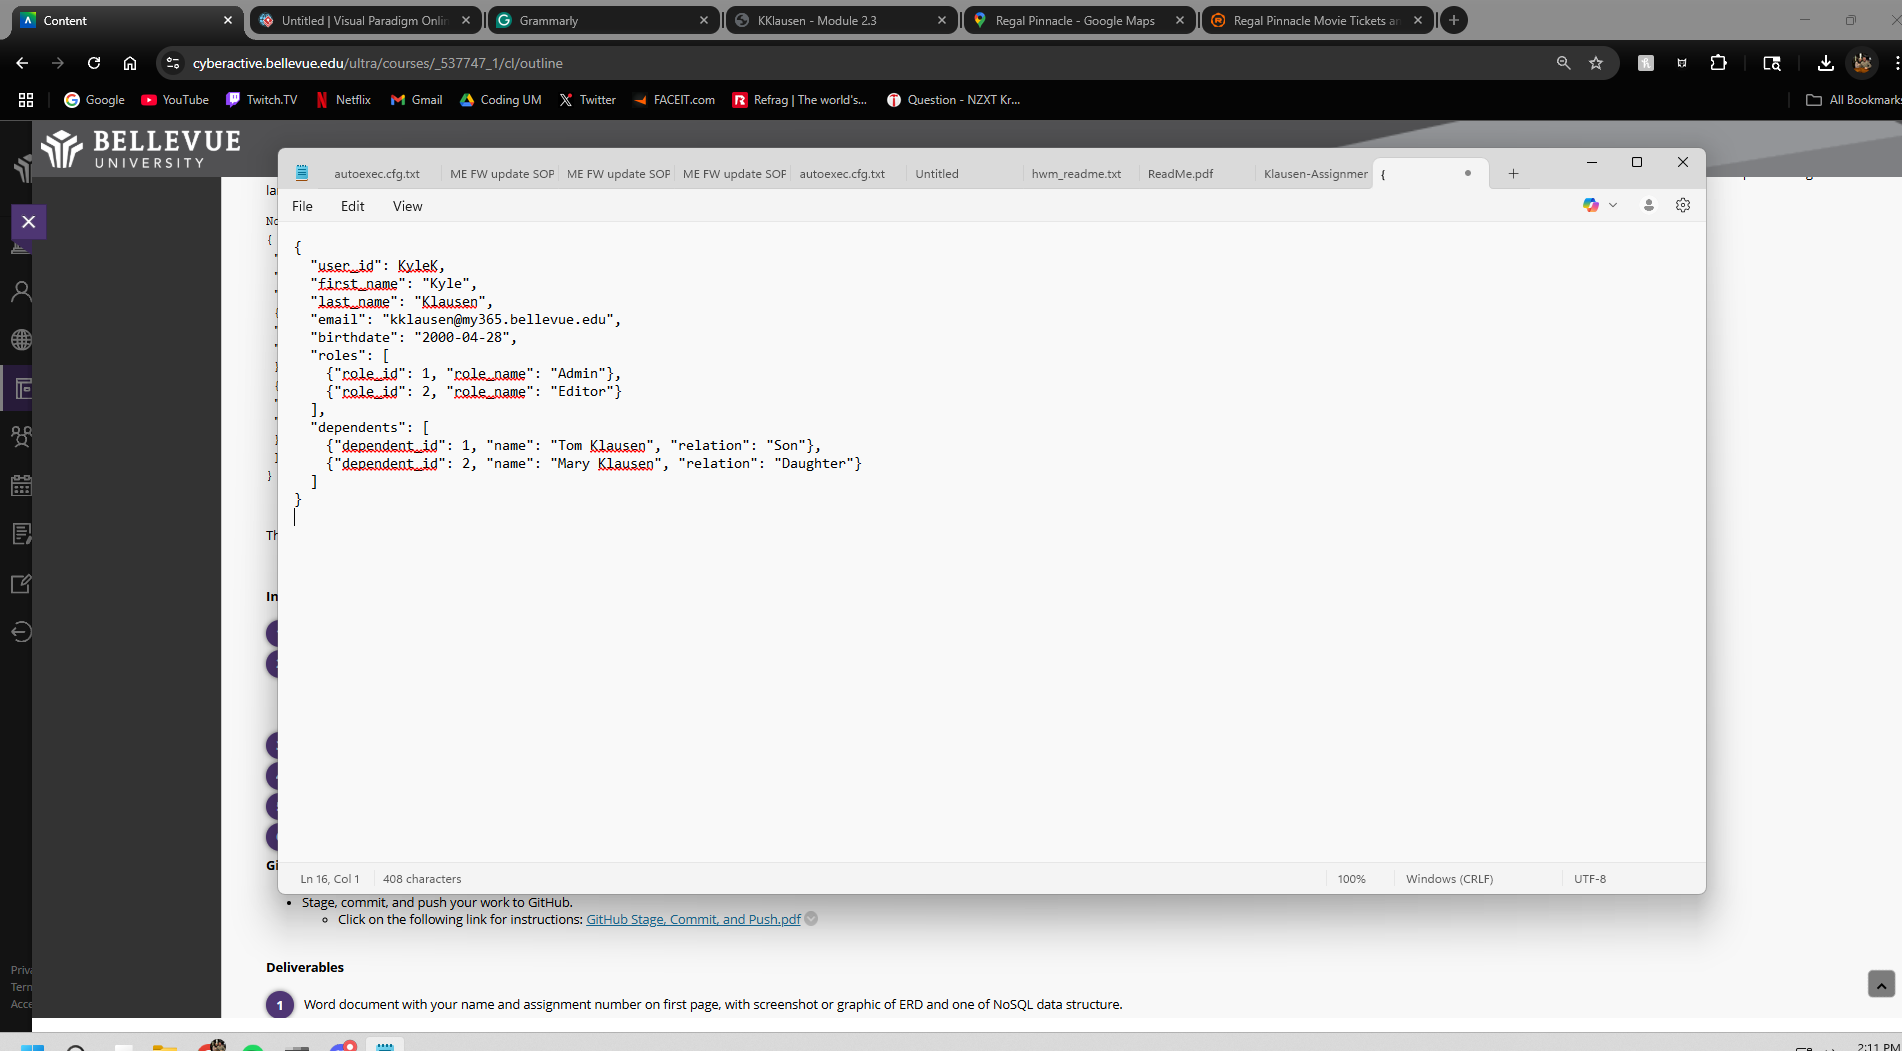 Content
Untitled | Visual Paradigm Onlin
Grammarly
KKlausen - Module 2.3
Regal Pinnacle - Google Maps
Regal Pinnacle Movie Tickets an
cyberactive.bellevue.edu/ultra/courses/_537747_1/cl/outline
Google
YouTube
Twitch.TV
Netflix
Gmail
Coding UM
Twitter
FACEIT.com
Refrag | The world's...
Question - NZXT Kr...
All Bookmarks
BELLEVUE
UNIVERSITY
autoexec.cfg.txt
ME FW update SOP
ME FW update SOP
ME FW update SOP
autoexec.cfg.txt
Untitled
hwm_readme.txt
ReadMe.pdf
Klausen-Assignmer
{
File
Edit
View
{
"user_id": KyleK,
"first_name": "Kyle",
"last_name": "Klausen",
"email": "kklausen@my365.bellevue.edu",
"birthdate": "2000-04-28",
"roles": [
{"role_id": 1, "role_name": "Admin"},
{"role_id": 2, "role_name": "Editor"}
],
"dependents": [
{"dependent_id": 1, "name": "Tom Klausen", "relation": "Son"},
{"dependent_id": 2, "name": "Mary Klausen", "relation": "Daughter"}
]
}
Ln 16, Col 1
408 characters
100%
Windows (CRLF)
UTF-8
Stage, commit, and push your work to GitHub.
Click on the following link for instructions: GitHub Stage, Commit, and Push.pdf
Deliverables
1
Word document with your name and assignment number on first page, with screenshot or graphic of ERD and one of NoSQL data structure.
2:11 PM